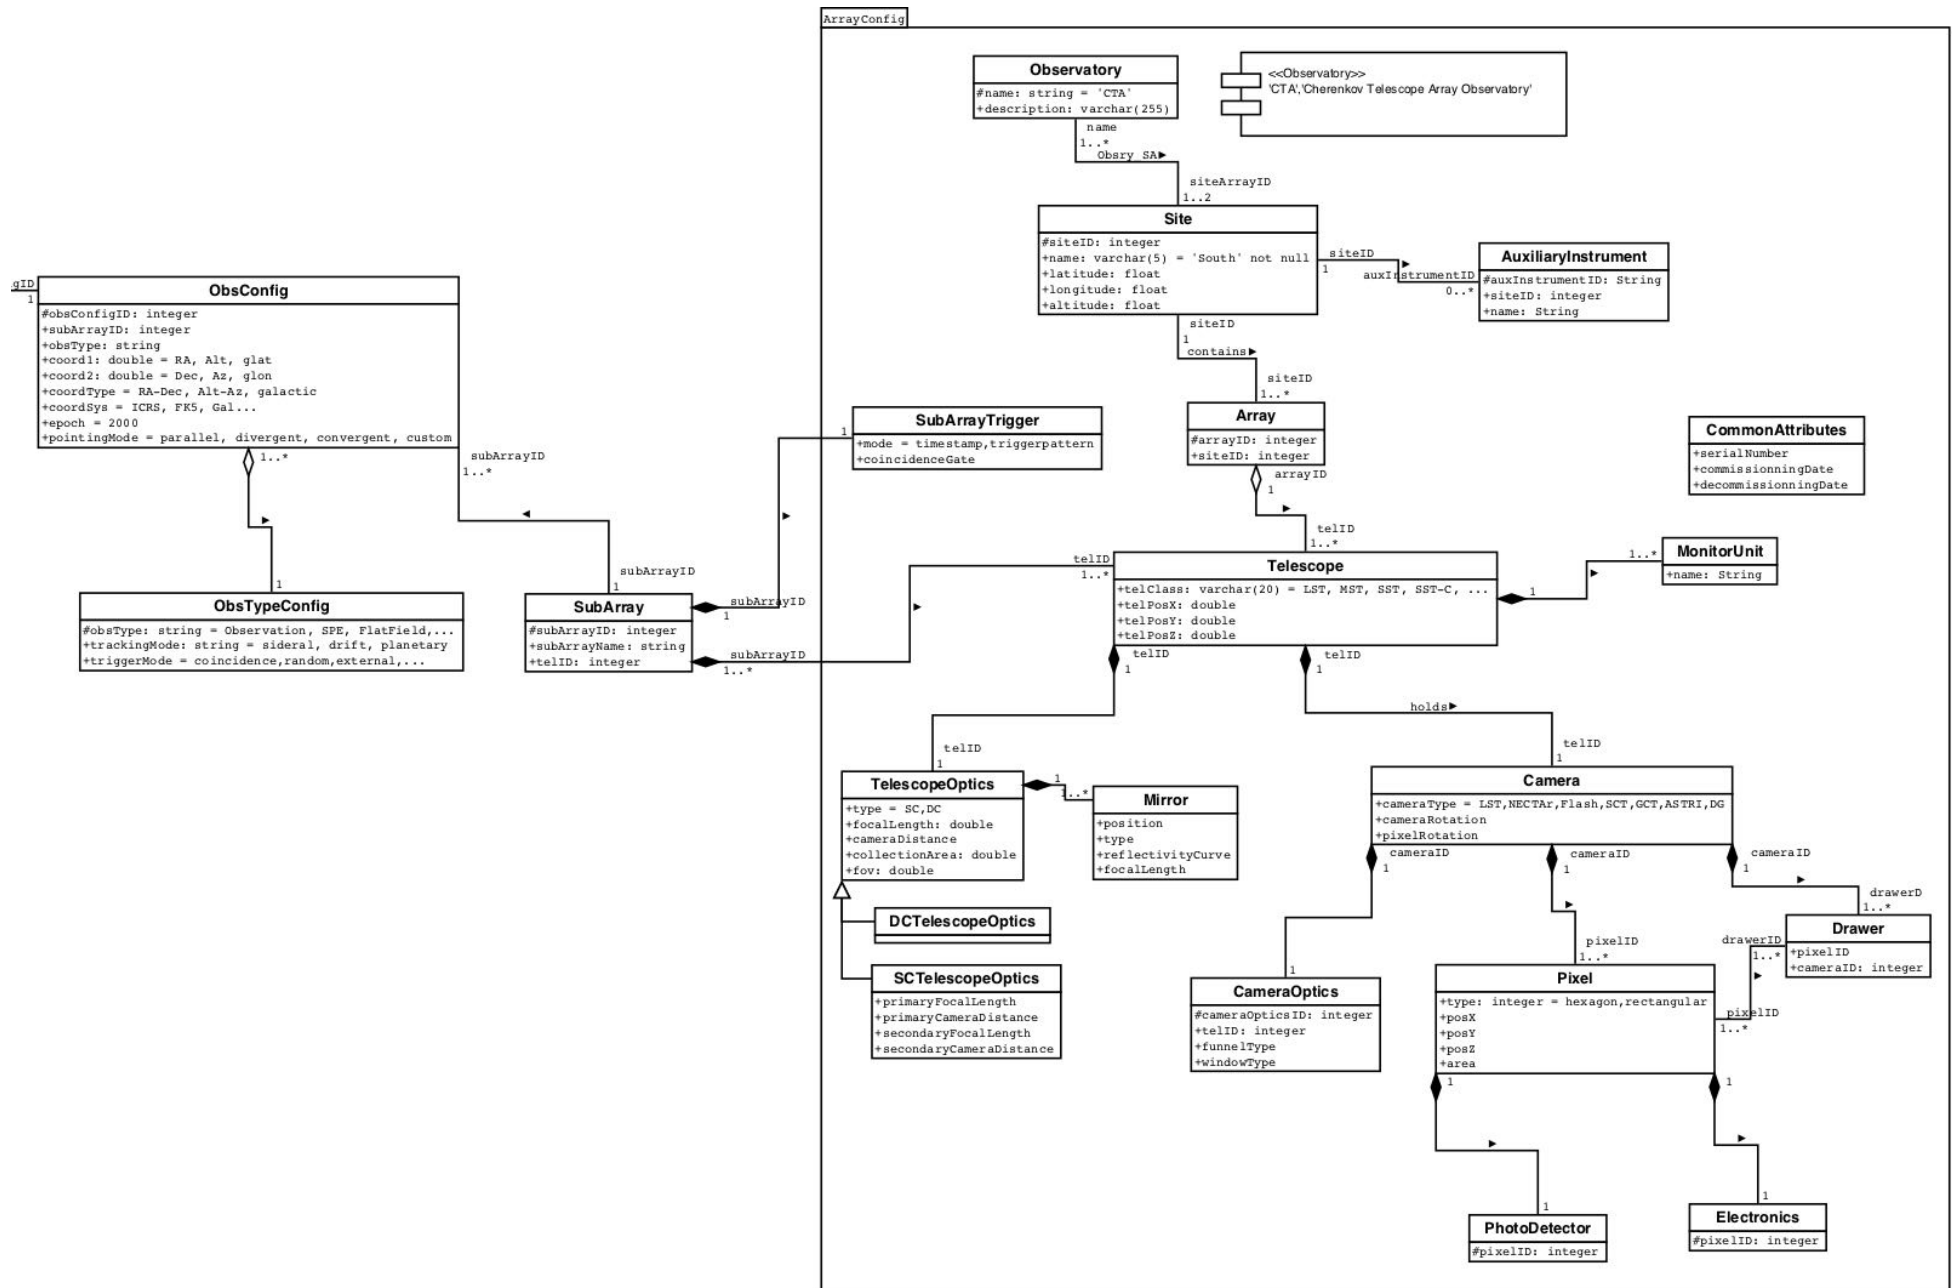 ArrayConfig
Observatory
#name: string = 'CTA'
+description: varchar(255)
<<Observatory>>
'CTA','Cherenkov Telescope Array Observatory'
name
1..*
Obsry_SA
siteArrayID
1..2
Site
#siteID: integer
+name: varchar(5) = 'South' not null
+latitude: float
+longitude: float
+altitude: float
siteID
1
auxInstrumentID
0..*
AuxiliaryInstrument
#auxInstrumentID: String
+siteID: integer
+name: String
siteID
1
contains
siteID
1..*
Array
#arrayID: integer
+siteID: integer
arrayID
1
telID
1..*
CommonAttributes
+serialNumber
+commissionningDate
+decommissionningDate
gID
1
ObsConfig
#obsConfigID: integer
+subArrayID: integer
+obsType: string
+coord1: double = RA, Alt, glat
+coord2: double = Dec, Az, glon
+coordType = RA-Dec, Alt-Az, galactic
+coordSys = ICRS, FK5, Gal...
+epoch = 2000
+pointingMode = parallel, divergent, convergent, custom
1..*
subArrayID
1..*
1
SubArrayTrigger
+mode = timestamp,triggerpattern
+coincidenceGate
1
ObsTypeConfig
#obsType: string = Observation, SPE, FlatField,...
+trackingMode: string = sideral, drift, planetary
+triggerMode = coincidence,random,external,...
subArrayID
1
SubArray
#subArrayID: integer
+subArrayName: string
+telID: integer
subArrayID
1
subArrayID
1..*
telID
1..*
Telescope
+telClass: varchar(20) = LST, MST, SST, SST-C, ...
+telPosX: double
+telPosY: double
+telPosZ: double
1
1..*
MonitorUnit
+name: String
telID
1
telID
1
holds
telID
1
telID
1
TelescopeOptics
+type = SC,DC
+focalLength: double
+cameraDistance
+collectionArea: double
+fov: double
1
1..*
Mirror
+position
+type
+reflectivityCurve
+focalLength
DCTelescopeOptics
SCTelescopeOptics
+primaryFocalLength
+primaryCameraDistance
+secondaryFocalLength
+secondaryCameraDistance
Camera
+cameraType = LST,NECTAr,Flash,SCT,GCT,ASTRI,DG
+cameraRotation
+pixelRotation
cameraID
1
cameraID
1
cameraID
1
drawerD
1..*
Drawer
+pixelID
+cameraID: integer
drawerID
1..*
pixelID
1..*
1
CameraOptics
#cameraOpticsID: integer
+telID: integer
+funnelType
+windowType
pixelID
1..*
Pixel
+type: integer = hexagon,rectangular
+posX
+posY
+posZ
+area
1
1
1
PhotoDetector
#pixelID: integer
1
Electronics
#pixelID: integer